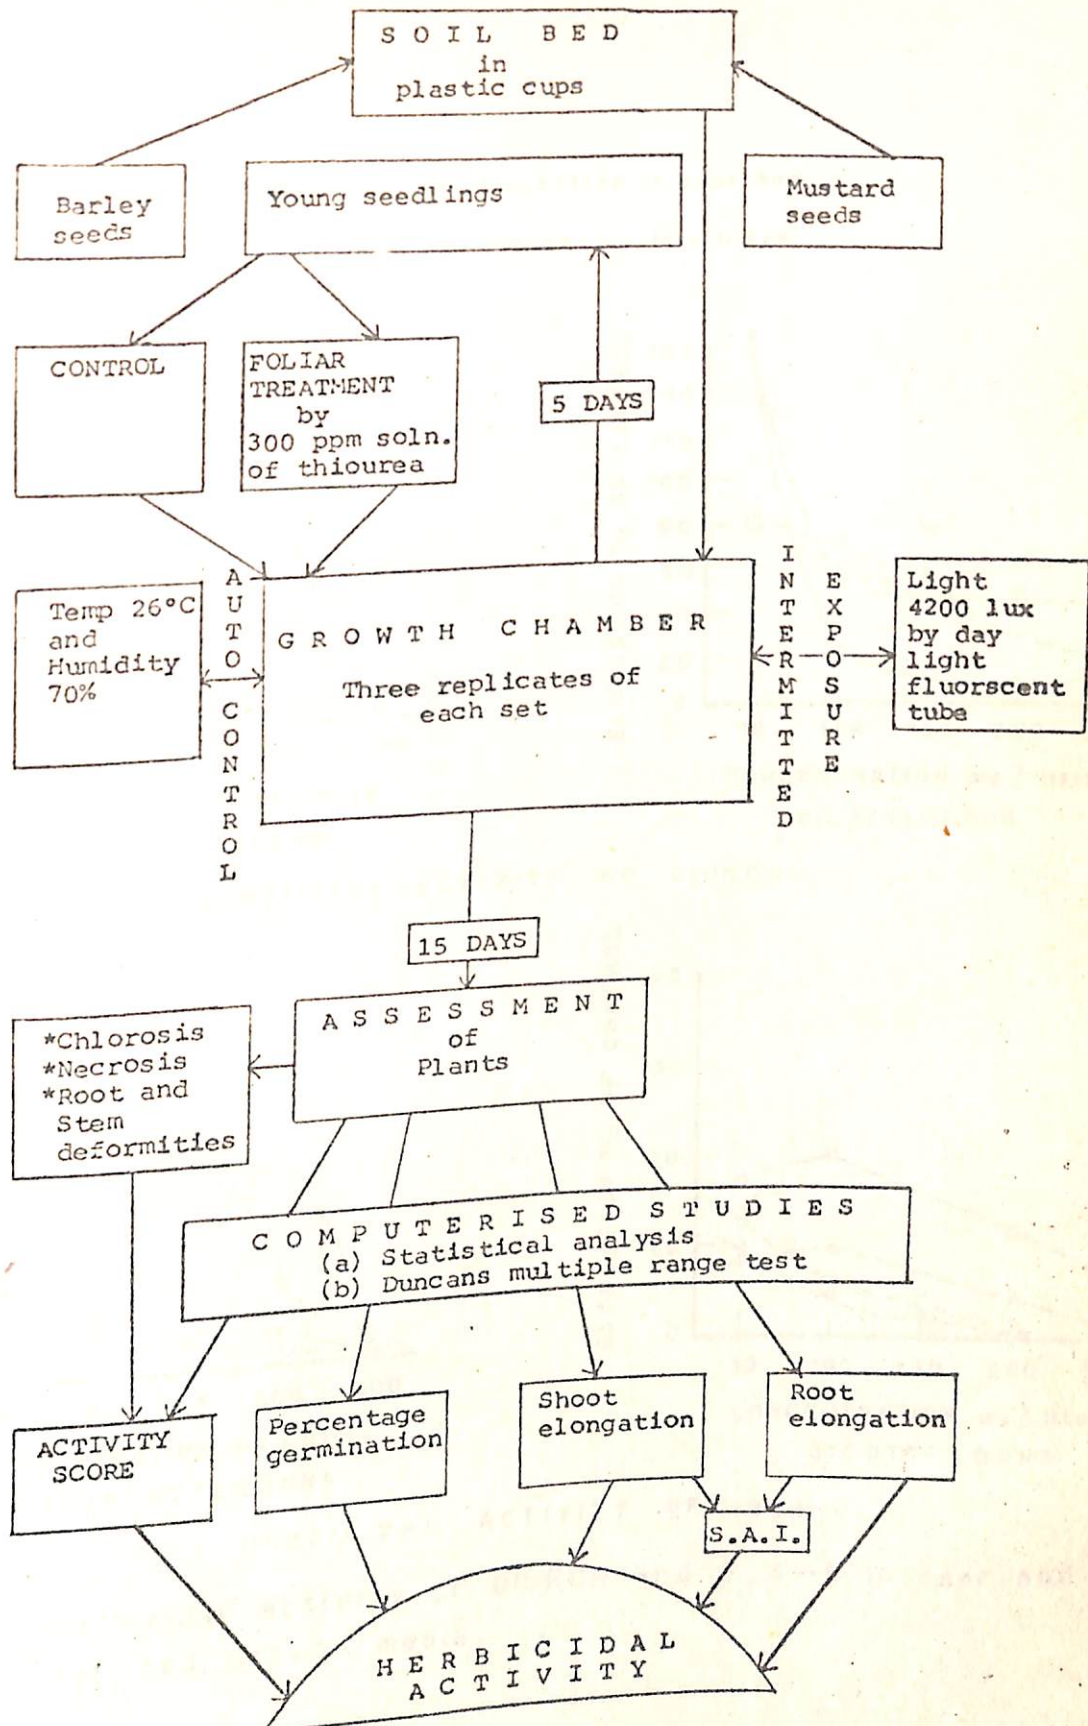 SOIL BED
in
plastic cups
Barley
seeds
Young seedlings
Mustard
seeds
CONTROL
FOLIAR
TREATMENT
by
300 ppm soln.
of thiourea
5 DAYS
Temp 26°C
and
Humidity
70%
AUTO CONTROL
GROWTH CHAMBER
Three replicates of
each set
INTERMITTED
EXPOSURE
Light
4200 lux
by day
light
fluorscent
tube
15 DAYS
ASSESSMENT
of
Plants
*Chlorosis
*Necrosis
*Root and
Stem
deformities
COMPUTERISED STUDIES
(a) Statistical analysis
(b) Duncans multiple range test
ACTIVITY
SCORE
Percentage
germination
Shoot
elongation
Root
elongation
S.A.I.
HERBICIDAL
ACTIVITY